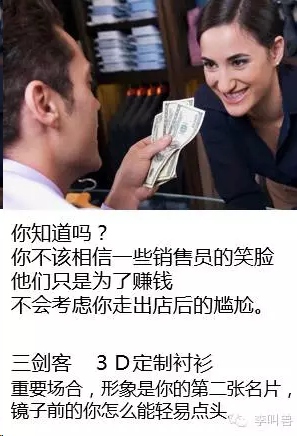 你知道吗？
你不该相信一些销售员的笑脸
他们只是为了赚钱
不会考虑你走出店后的尴尬。
三剑客 3D定制衬衫
重要场合，形象是你的第二张名片，
镜子前的你怎么能轻易点头
李叫兽